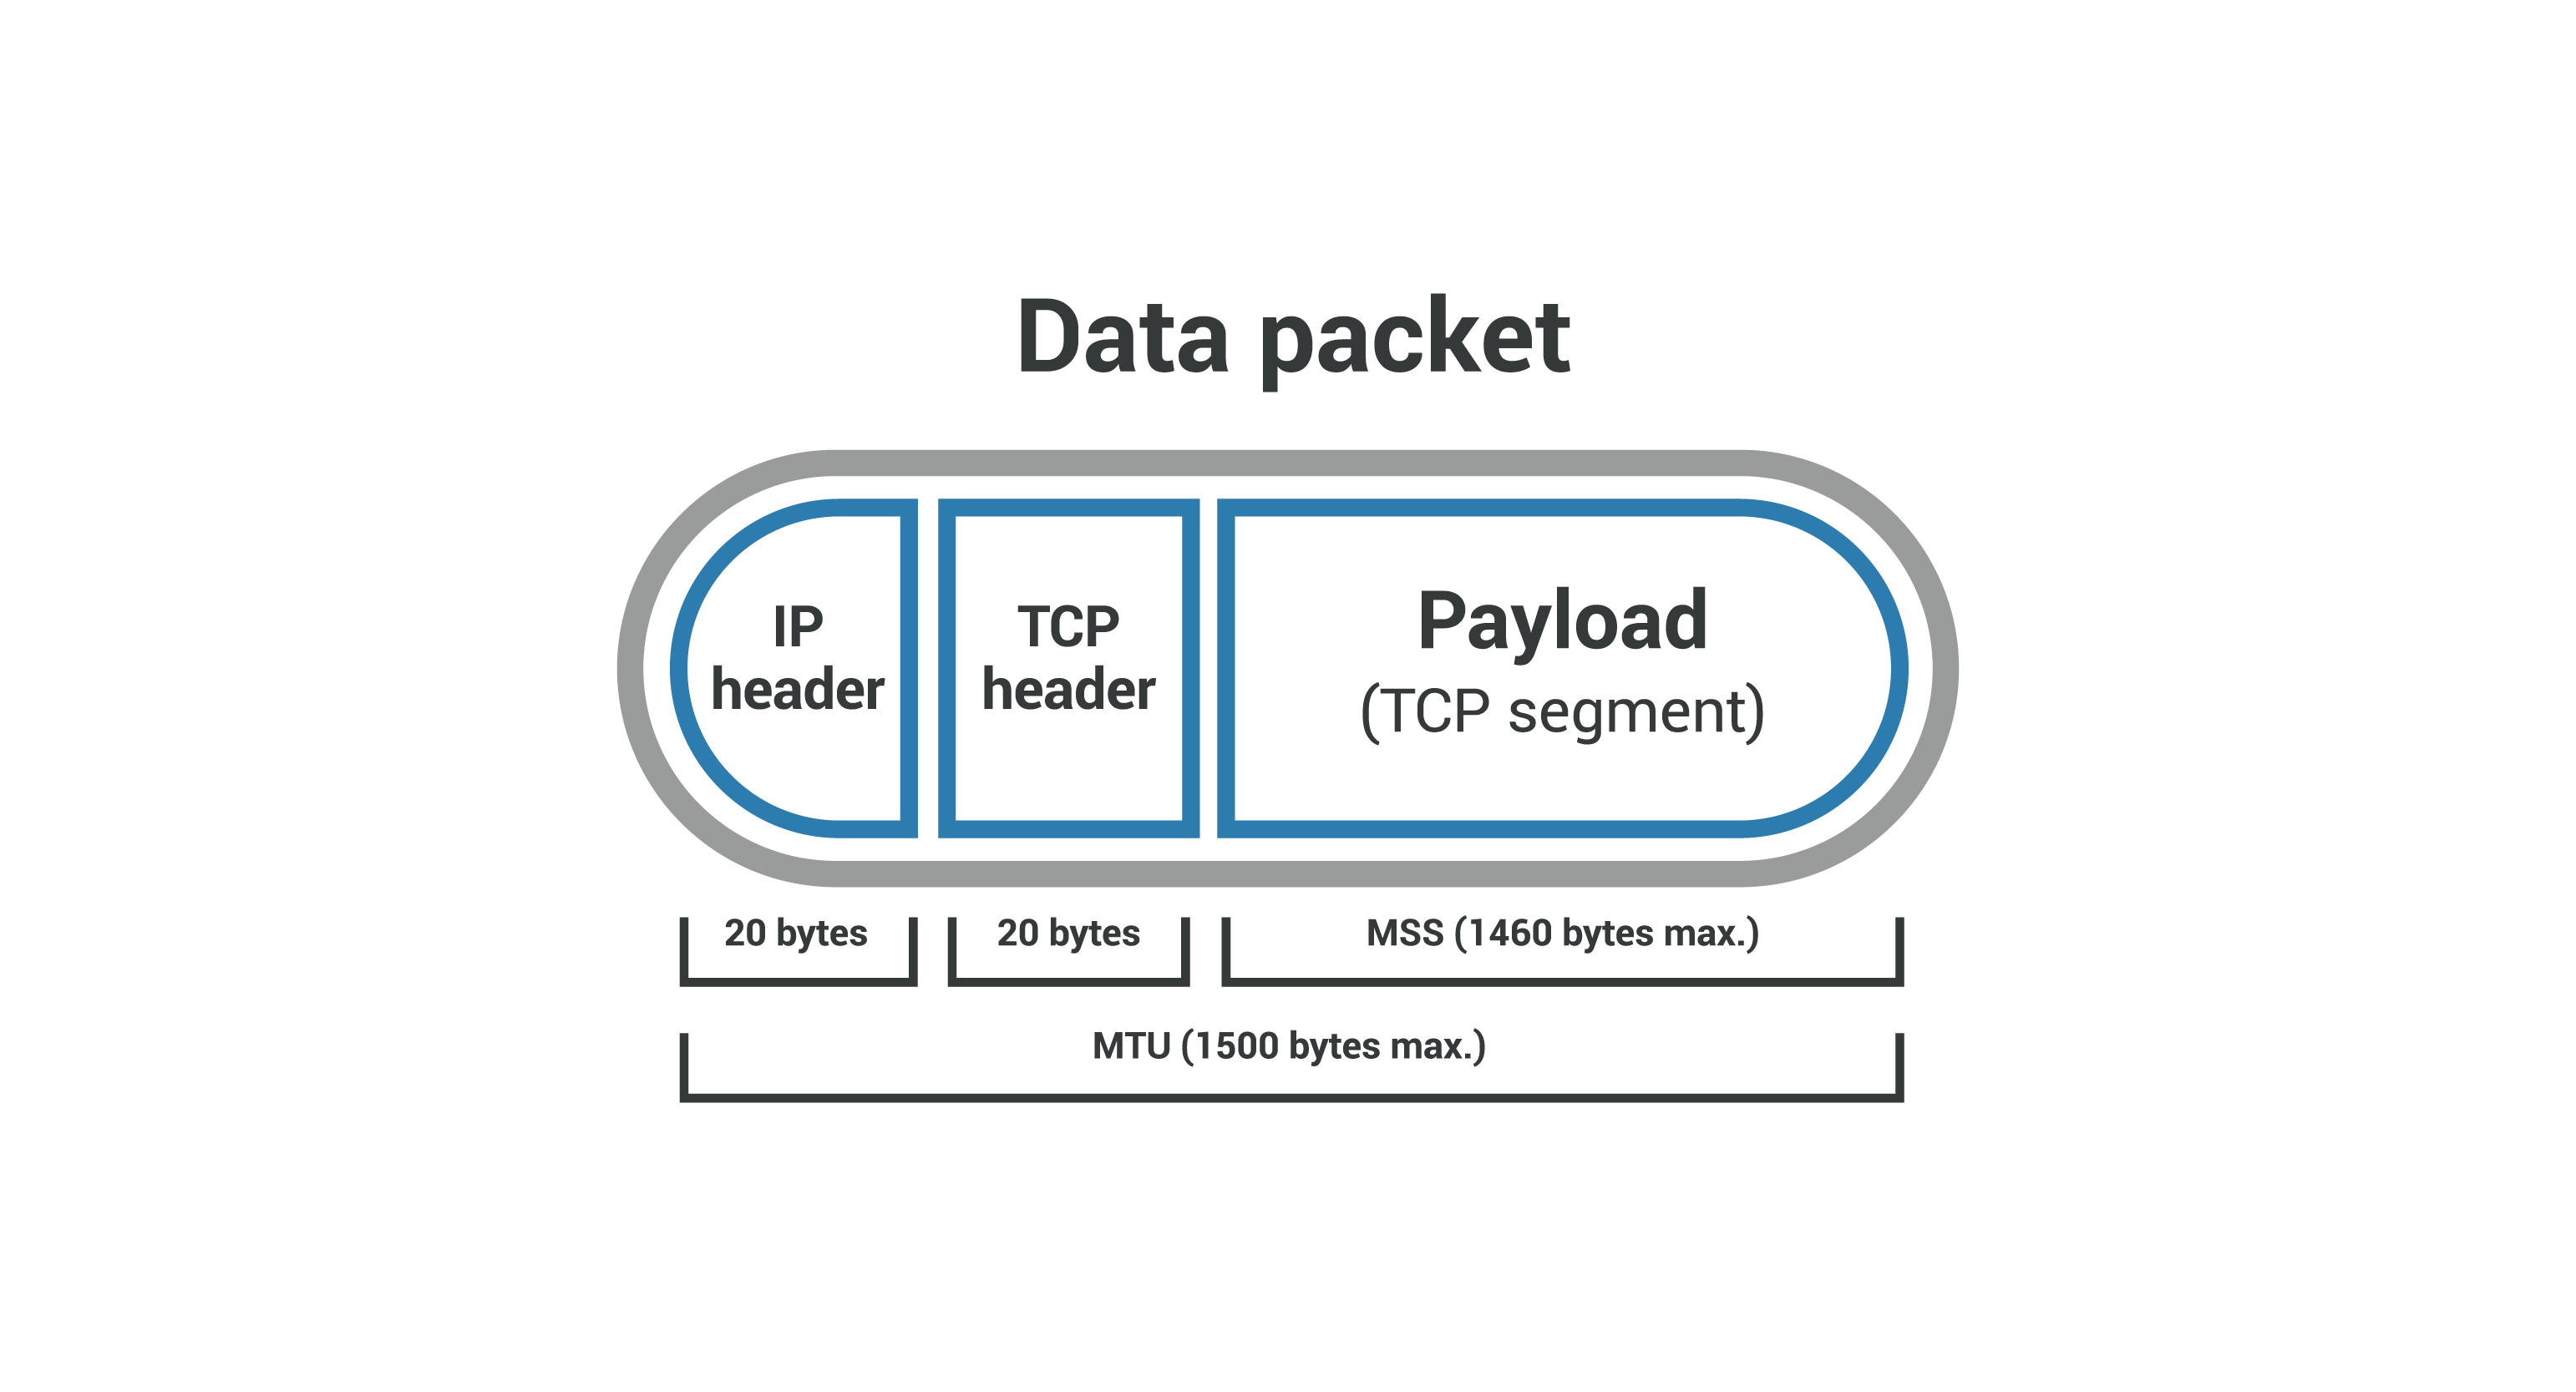 Data packet
IP
header
TCP
header
Payload
(TCP segment)
20 bytes
20 bytes
MSS (1460 bytes max.)
MTU (1500 bytes max.)